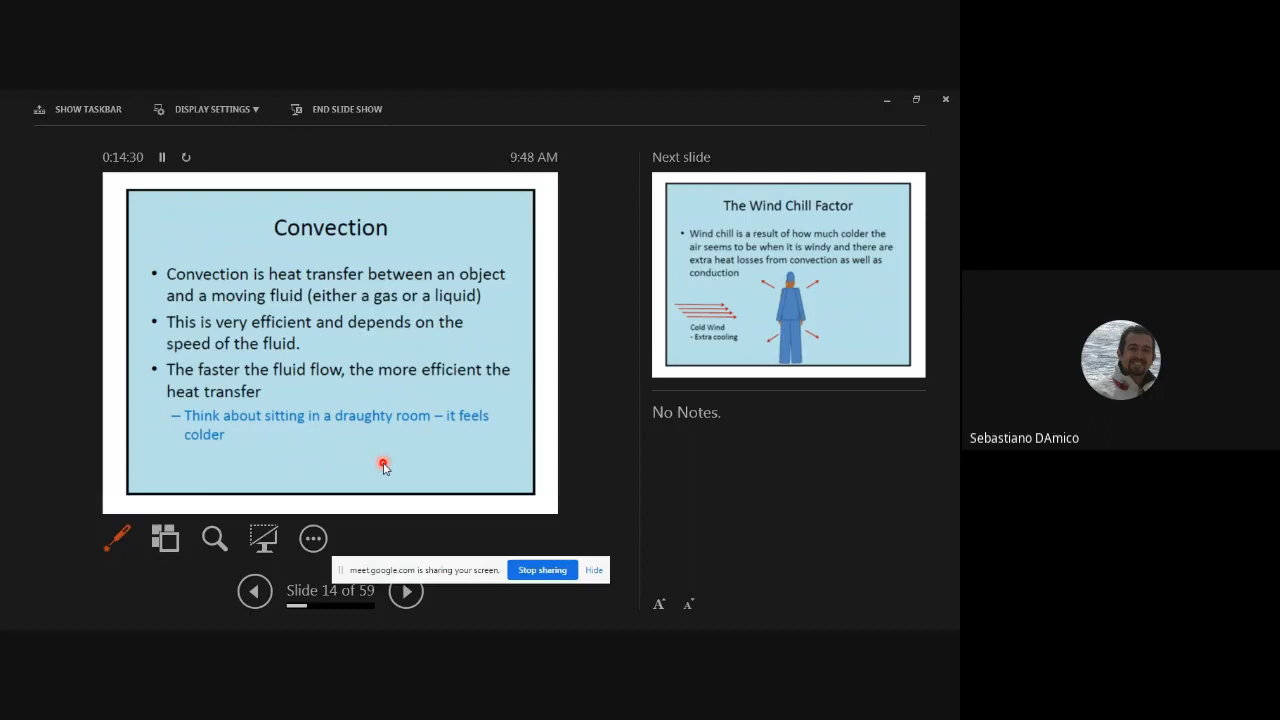 SHOW TASKBAR
DISPLAY SETTINGS ▼
END SLIDE SHOW
0:14:30
9:48 AM
Convection
• Convection is heat transfer between an object
and a moving fluid (either a gas or a liquid)
• This is very efficient and depends on the
speed of the fluid.
• The faster the fluid flow, the more efficient the
heat transfer
– Think about sitting in a draughty room – it feels
colder
meet.google.com is sharing your screen.
Stop sharing
Hide
Slide 14 of 59
Next slide
The Wind Chill Factor
• Wind chill is a result of how much colder the
air seems to be when it is windy and there are
extra heat losses from convection as well as
conduction
Cold Wind
- Extra cooling
No Notes.
A A
Sebastiano DAmico